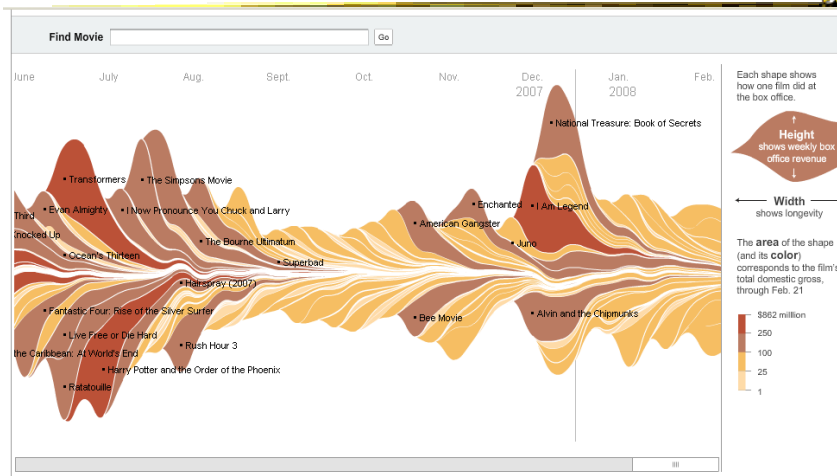 Find Movie
Go
June July Aug. Sept. Oct. Nov. Dec. Jan. Feb.
2007 2008
National Treasure: Book of Secrets
Transformers
The Simpsons Movie
Evan Almighty
I Now Pronounce You Chuck and Larry
Enchanted
I Am Legend
Third
American Gangster
Knocked Up
The Bourne Ultimatum
Juno
Ocean's Thirteen
Superbad
Hairspray (2007)
Fantastic Four: Rise of the Silver Surfer
Bee Movie
Alvin and the Chipmunks
Live Free or Die Hard
Rush Hour 3
the Caribbean: At World's End
Harry Potter and the Order of the Phoenix
Ratatouille
Each shape shows
how one film did at
the box office.
Height
shows weekly box
office revenue
Width
shows longevity
The area of the shape
(and its color)
corresponds to the film's
total domestic gross,
through Feb. 21
$862 million
250
100
25
1